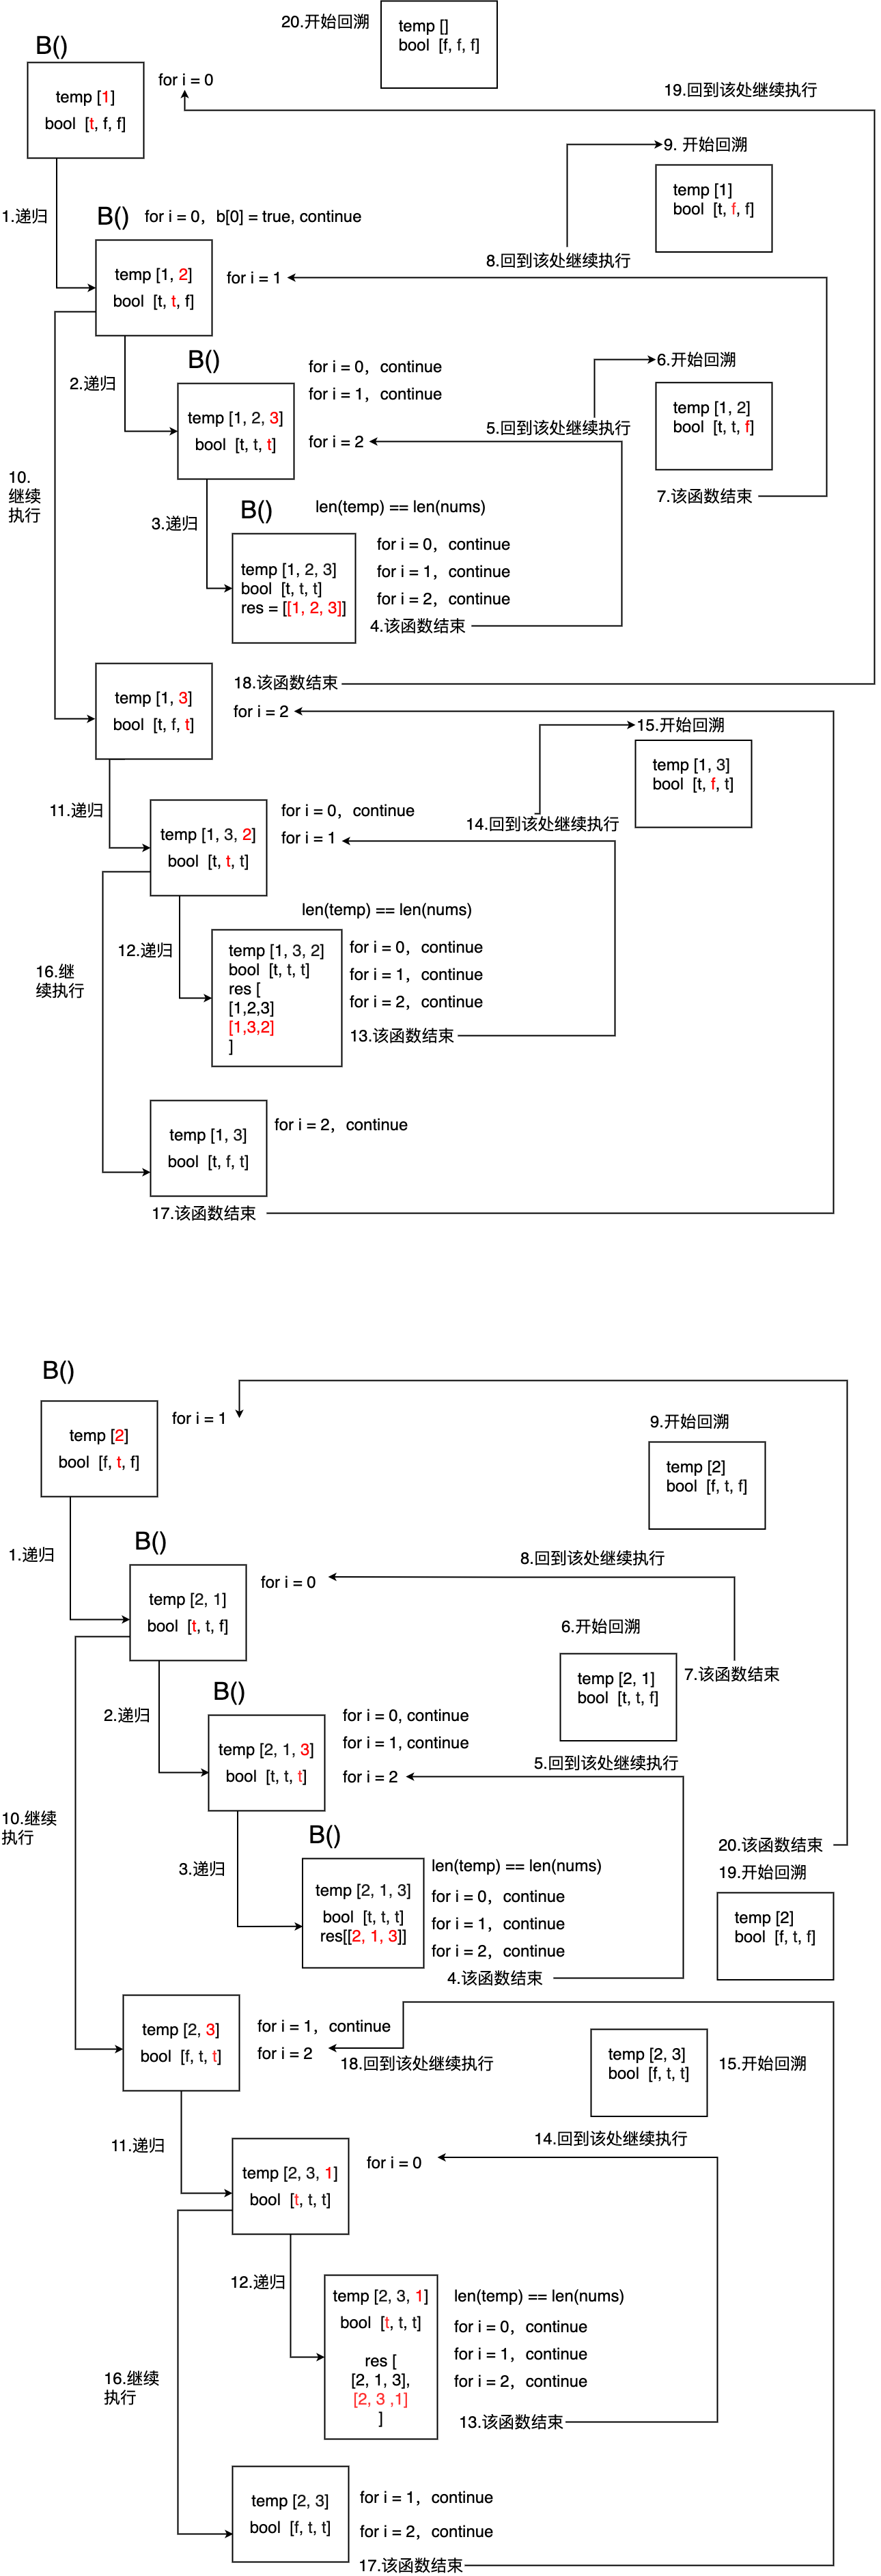 20.开始回溯
temp []
bool [f, f, f]
B()
for i = 0
19.回到该处继续执行
temp [1]
bool [t, f, f]
9. 开始回溯
temp [1]
bool [t, f, f]
1.递归
B()
for i = 0，b[0] = true, continue
8.回到该处继续执行
temp [1, 2]
bool [t, t, f]
for i = 1
B()
for i = 0，continue
for i = 1，continue
6.开始回溯
2.递归
temp [1, 2, 3]
bool [t, t, t]
for i = 2
5.回到该处继续执行
temp [1, 2]
bool [t, t, f]
10.
继续
执行
7.该函数结束
3.递归
B()
len(temp) == len(nums)
temp [1, 2, 3]
bool [t, t, t]
res = [[1, 2, 3]]
for i = 0，continue
for i = 1，continue
for i = 2，continue
4.该函数结束
18.该函数结束
temp [1, 3]
bool [t, f, t]
for i = 2
15.开始回溯
temp [1, 3]
bool [t, f, t]
11.递归
temp [1, 3, 2]
bool [t, t, t]
for i = 0，continue
for i = 1
14.回到该处继续执行
len(temp) == len(nums)
12.递归
temp [1, 3, 2]
bool [t, t, t]
res [
[1,2,3]
[1,3,2]
]
for i = 0，continue
for i = 1，continue
for i = 2，continue
13.该函数结束
16.继
续执行
temp [1, 3]
bool [t, f, t]
for i = 2，continue
17.该函数结束
B()
temp [2]
bool [f, t, f]
for i = 1
9.开始回溯
temp [2]
bool [f, t, f]
1.递归
B()
8.回到该处继续执行
temp [2, 1]
bool [t, t, f]
for i = 0
6.开始回溯
temp [2, 1]
bool [t, t, f]
7.该函数结束
B()
2.递归
temp [2, 1, 3]
bool [t, t, t]
for i = 0, continue
for i = 1, continue
for i = 2
5.回到该处继续执行
10.继续
执行
B()
3.递归
20.该函数结束
19.开始回溯
temp [2]
bool [f, t, f]
temp [2, 1, 3]
bool [t, t, t]
res[[2, 1, 3]]
len(temp) == len(nums)
for i = 0，continue
for i = 1，continue
for i = 2，continue
4.该函数结束
temp [2, 3]
bool [f, t, t]
for i = 1，continue
for i = 2
18.回到该处继续执行
temp [2, 3]
bool [f, t, t]
15.开始回溯
11.递归
14.回到该处继续执行
temp [2, 3, 1]
bool [t, t, t]
for i = 0
12.递归
temp [2, 3, 1]
bool [t, t, t]
res [
[2, 1, 3],
[2, 3 ,1]
]
len(temp) == len(nums)
for i = 0，continue
for i = 1，continue
for i = 2，continue
13.该函数结束
16.继续
执行
temp [2, 3]
bool [f, t, t]
for i = 1，continue
for i = 2，continue
17.该函数结束